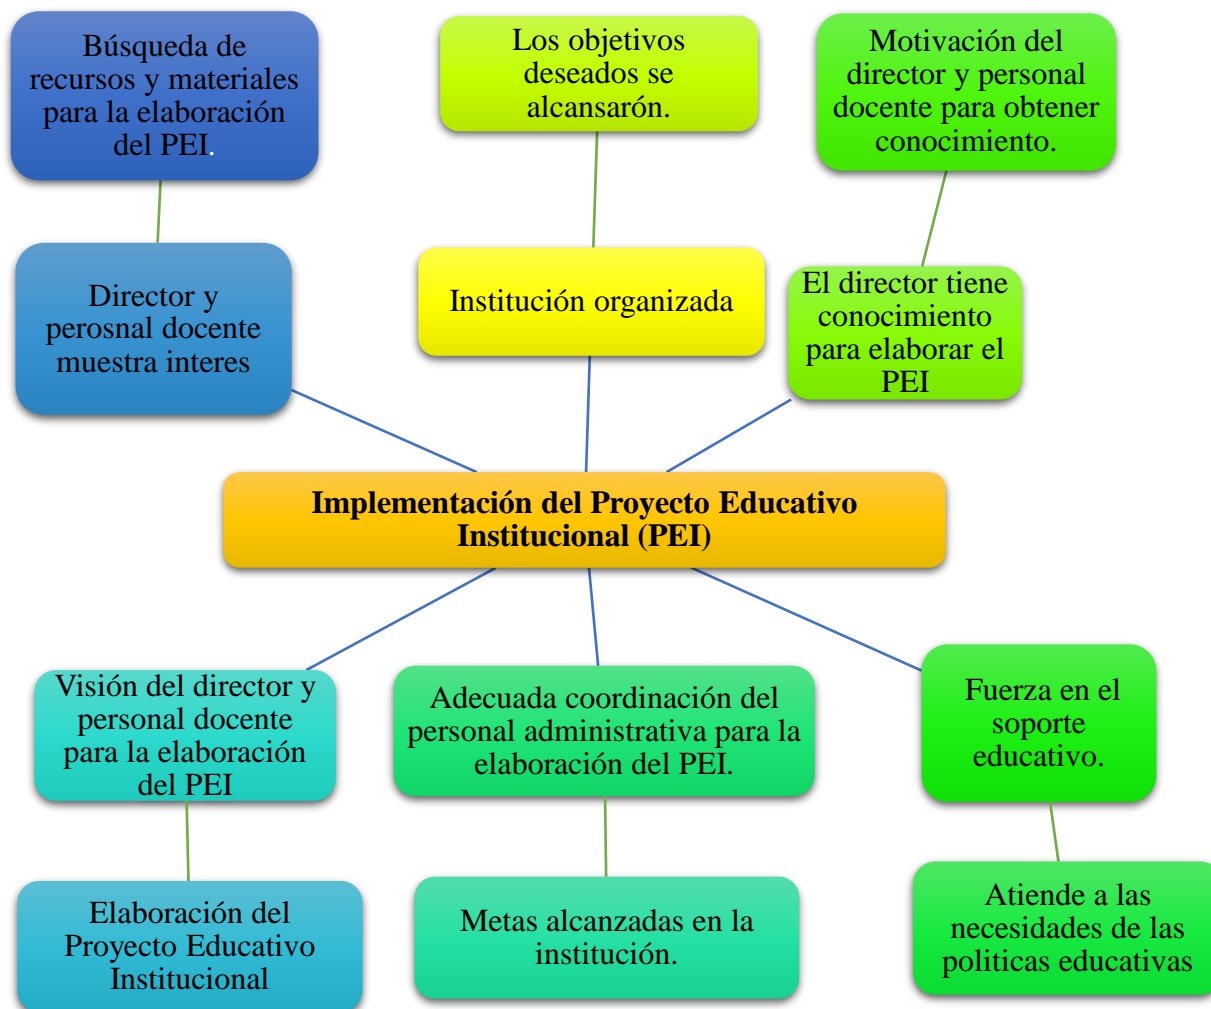 Búsqueda de
recursos y materiales
para la elaboración
del PEI.
Los objetivos
deseados se
alcansarón.
Motivación del
director y personal
docente para obtener
conocimiento.
Director y
perosnal docente
muestra interes
Institución organizada
El director tiene
conocimiento
para elaborar el
PEI
Implementación del Proyecto Educativo
Institucional (PEI)
Visión del director y
personal docente
para la elaboración
del PEI
Adecuada coordinación del
personal administrativa para la
elaboración del PEI.
Fuerza en el
soporte
educativo.
Elaboración del
Proyecto Educativo
Institucional
Metas alcanzadas en la
institución.
Atiende a las
necesidades de las
politicas educativas